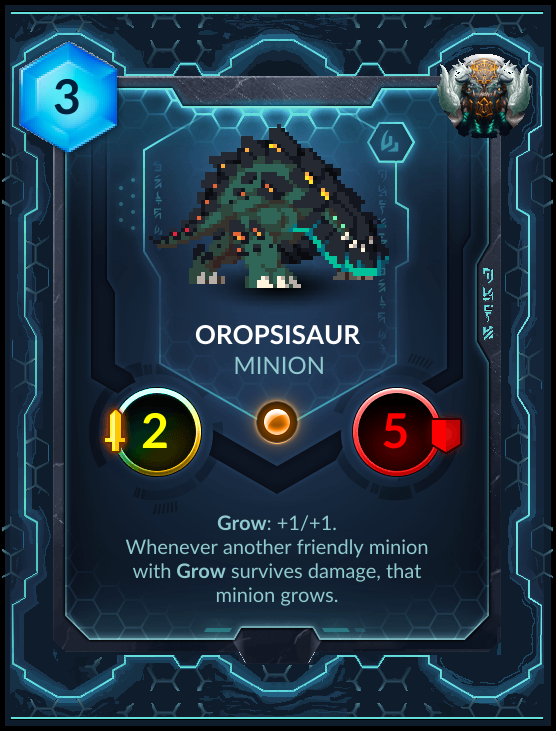 3
OROPSISAUR
MINION
2
5
Grow: +1/+1.
Whenever another friendly minion
with Grow survives damage, that
minion grows.